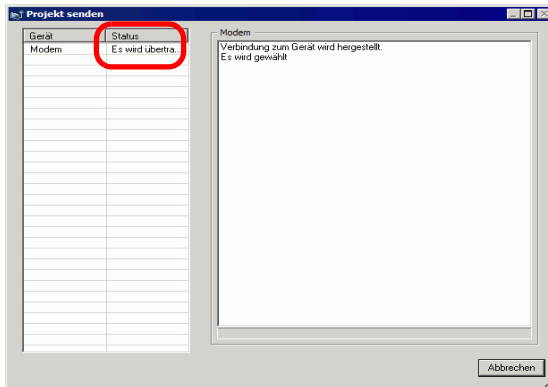 Projekt senden
Gerät Status
Modem Es wird übertra...
Modem
Verbindung zum Gerät wird hergestellt.
Es wird gewählt
Abbrechen